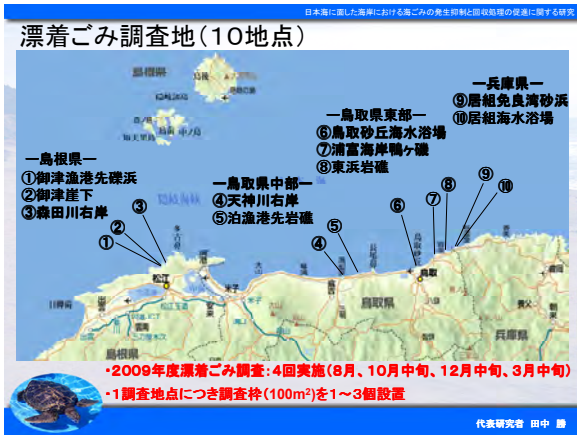 日本海に面した海岸における海ごみの発生抑制と回収処理の促進に関する研究
漂着ごみ調査地(10地点)
―兵庫県―
⑨居組免良湾砂浜
⑩居組海水浴場
―鳥取県東部―
⑥鳥取砂丘海水浴場
⑦浦富海岸鴨ヶ磯
⑧東浜岩礁
―島根県―
①御津漁港先礫浜
②御津崖下
③森田川右岸
―鳥取県中部―
④天神川右岸
⑤泊漁港先岩礁
島根県
島後
③
②
①
④
⑤
⑥
⑦
⑧
⑨
⑩
松江
米子
鳥取
鳥取県
島根県
兵庫県
・2009年度漂着ごみ調査:4回実施(8月、10月中旬、12月中旬、3月中旬)
・1調査地点につき調査枠(100m²)を1~3個設置
代表研究者 田中 勝